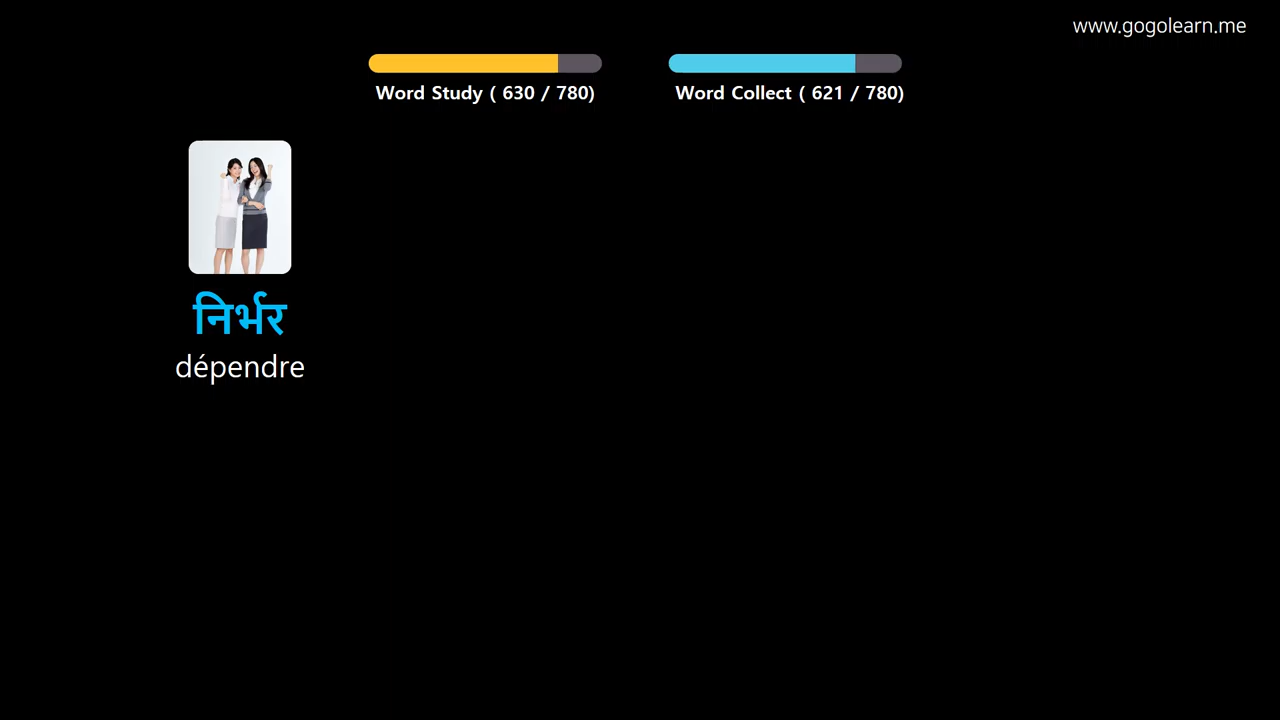 www.gogolearn.me
Word Study ( 630 / 780)
Word Collect ( 621 / 780)
निर्भर
dépendre